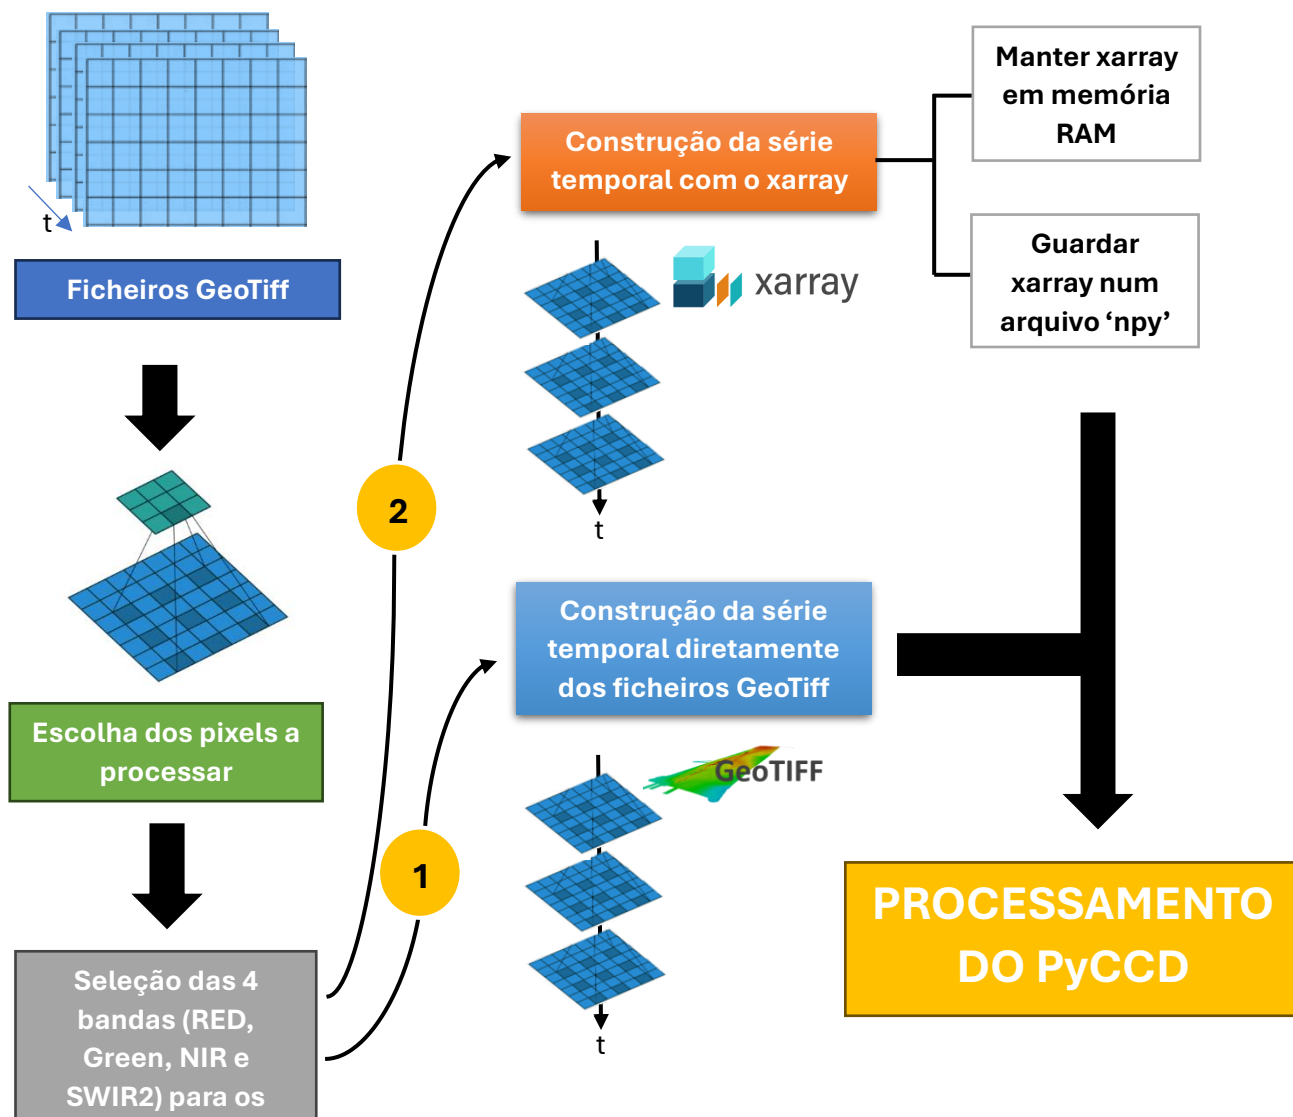 t
Ficheiros GeoTiff
Escolha dos pixels a
processar
Seleção das 4
bandas (RED,
Green, NIR e
SWIR2) para os
2
1
Construção da série
temporal com o xarray
xarray
t
Manter xarray
em memória
RAM
Guardar
xarray num
arquivo ‘npy’
Construção da série
temporal diretamente
dos ficheiros GeoTiff
GeoTIFF
t
PROCESSAMENTO
DO PyCCD